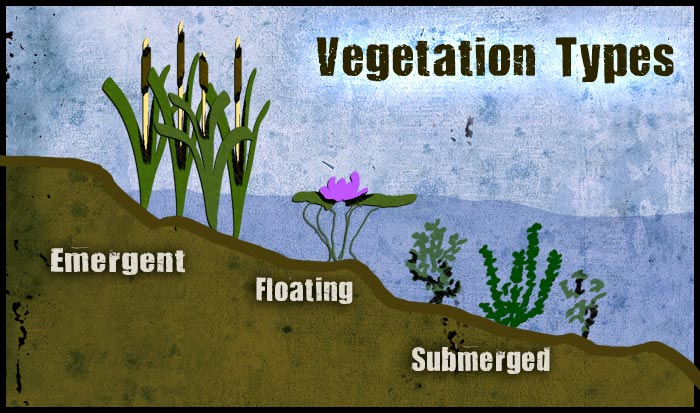 Vegetation Types
Emergent
Floating
Submerged